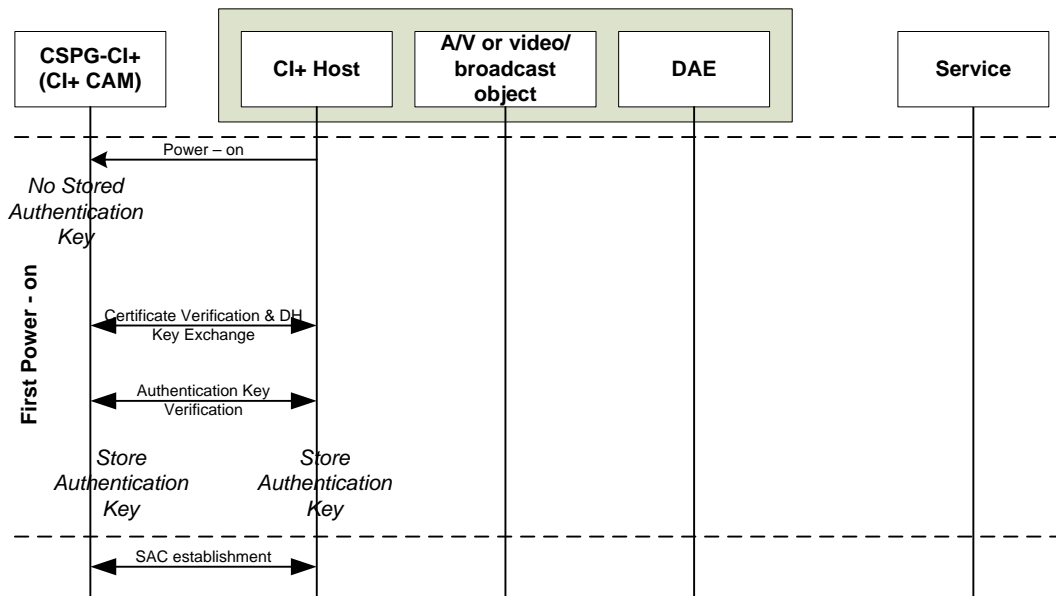 CSPG-CI+
(CI+ CAM)
CI+ Host
A/V or video/
broadcast
object
DAE
Service
Power – on
No Stored
Authentication
Key
First Power - on
Certificate Verification & DH
Key Exchange
Authentication Key
Verification
Store
Authentication
Key
Store
Authentication
Key
SAC establishment